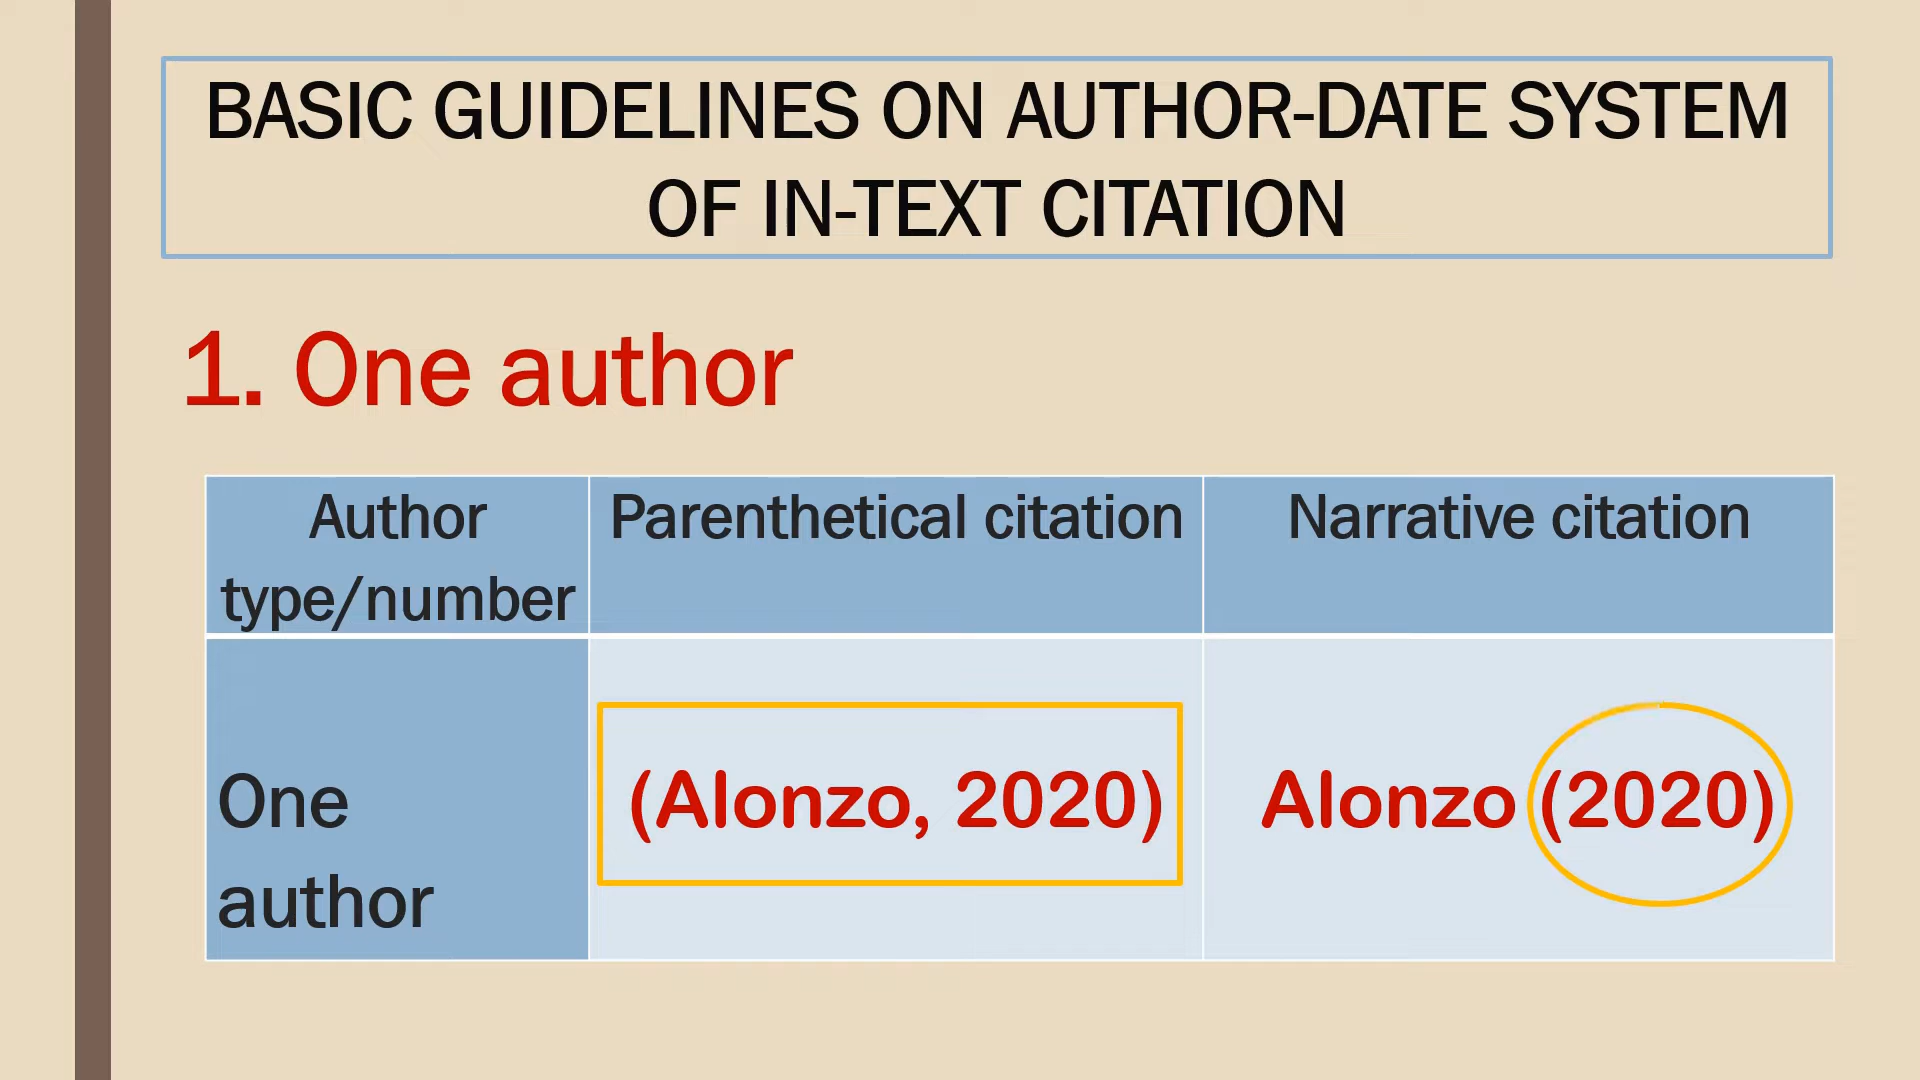 BASIC GUIDELINES ON AUTHOR-DATE SYSTEM
OF IN-TEXT CITATION
1. One author
Author
type/number
Parenthetical citation
Narrative citation
One
author
(Alonzo, 2020)
Alonzo (2020)